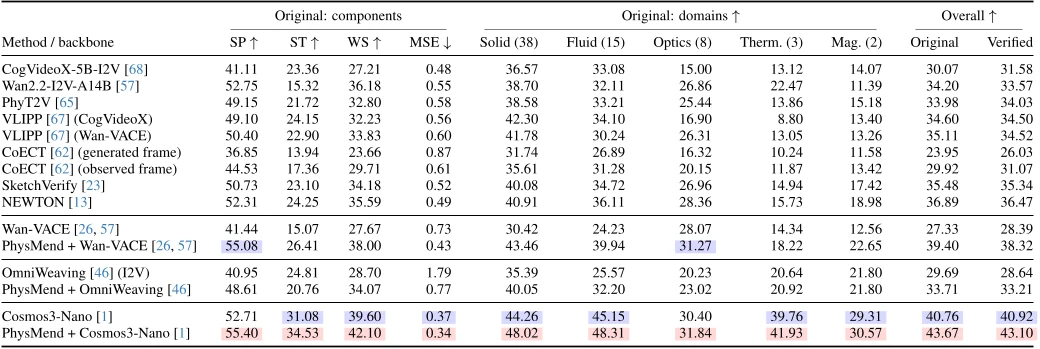 Original: components Original: domains ↑ Overall ↑
Method / backbone SP ↑ ST ↑ WS ↑ MSE ↓ Solid (38) Fluid (15) Optics (8) Therm. (3) Mag. (2) Original Verified
CogVideoX-5B-I2V [68] 41.11 23.36 27.21 0.48 36.57 33.08 15.00 13.12 14.07 30.07 31.58
Wan2.2-I2V-A14B [57] 52.75 15.32 36.18 0.55 38.70 32.11 26.86 22.47 11.39 34.20 33.57
PhyT2V [65] 49.15 21.72 32.80 0.58 38.58 33.21 25.44 13.86 15.18 33.98 34.03
VLIPP [67] (CogVideoX) 49.10 24.15 32.23 0.56 42.30 34.10 16.90 8.80 13.40 34.60 34.50
VLIPP [67] (Wan-VACE) 50.40 22.90 33.83 0.60 41.78 30.24 26.31 13.05 13.26 35.11 34.52
CoECT [62] (generated frame) 36.85 13.94 23.66 0.87 31.74 26.89 16.32 10.24 11.58 23.95 26.03
CoECT [62] (observed frame) 44.53 17.36 29.71 0.61 35.61 31.28 20.15 11.87 13.42 29.92 31.07
SketchVerify [23] 50.73 23.10 34.18 0.52 40.08 34.72 26.96 14.94 17.42 35.48 35.34
NEWTON [13] 52.31 24.25 35.59 0.49 40.91 36.11 28.36 15.73 18.98 36.89 36.47
Wan-VACE [26, 57] 41.44 15.07 27.67 0.73 30.42 24.23 28.07 14.34 12.56 27.33 28.39
PhysMend + Wan-VACE [26, 57] 55.08 26.41 38.00 0.43 43.46 39.94 31.27 18.22 22.65 39.40 38.32
OmniWeaving [46] (I2V) 40.95 24.81 28.70 1.79 35.39 25.57 20.23 20.64 21.80 29.69 28.64
PhysMend + OmniWeaving [46] 48.61 20.76 34.07 0.77 40.05 32.20 23.02 20.92 21.80 33.71 33.21
Cosmos3-Nano [1] 52.71 31.08 39.60 0.37 44.26 45.15 30.40 39.76 29.31 40.76 40.92
PhysMend + Cosmos3-Nano [1] 55.40 34.53 42.10 0.34 48.02 48.31 31.84 41.93 30.57 43.67 43.10